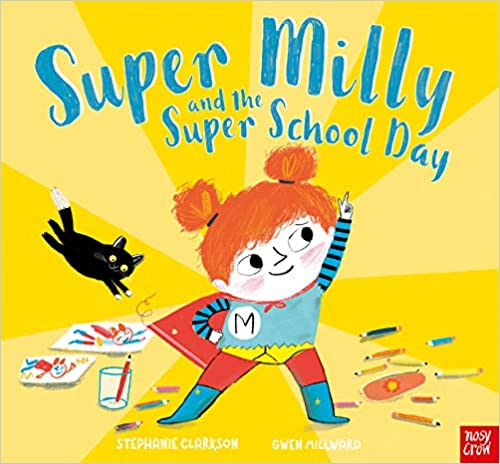 Super Milly
and the
Super School Day
M
STEPHANIE CLARKSON GWEN MILLWARD
nosy
crow